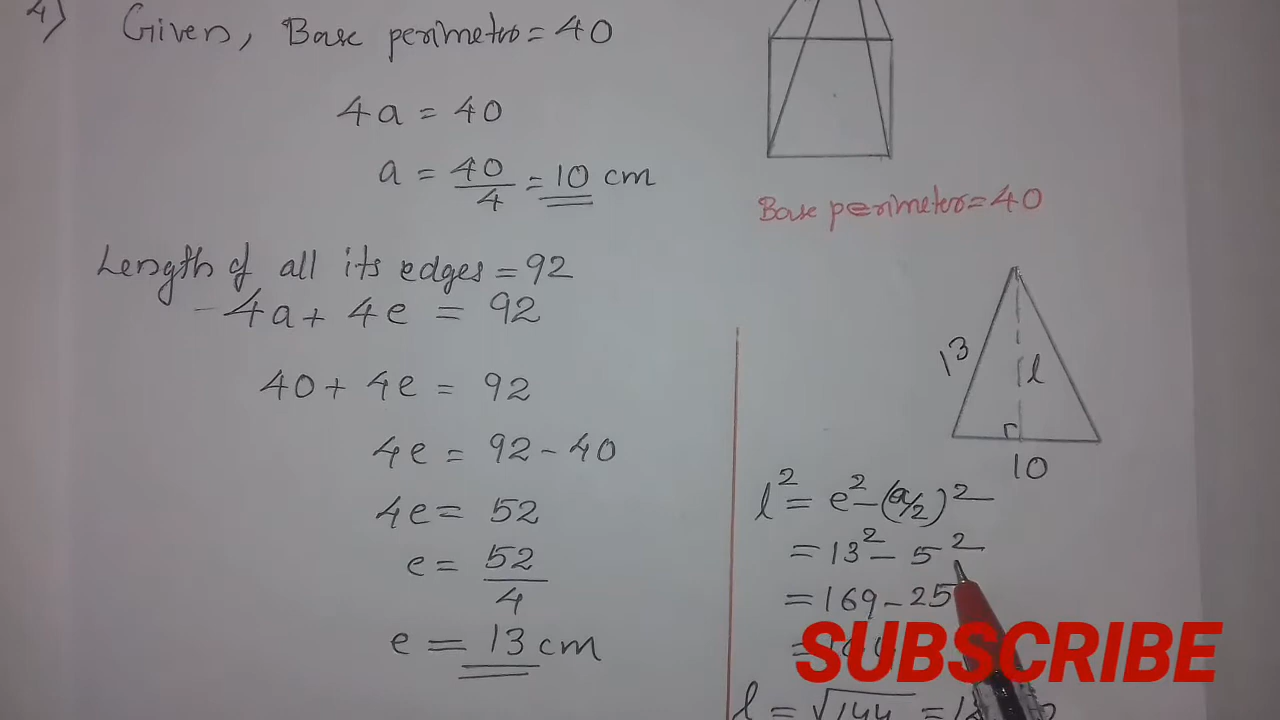 4) Given, Base perimeter = 40
4a = 40
a = 40/4 = 10 cm
Length of all its edges = 92
4a + 4e = 92
40 + 4e = 92
4e = 92 - 40
4e = 52
e = 52/4
e = 13 cm
Base perimeter = 40
13
l
10
l² = e² - (a/2)²
= 13² - 5²
= 169 - 25
SUBSCRIBE
l = √144 =